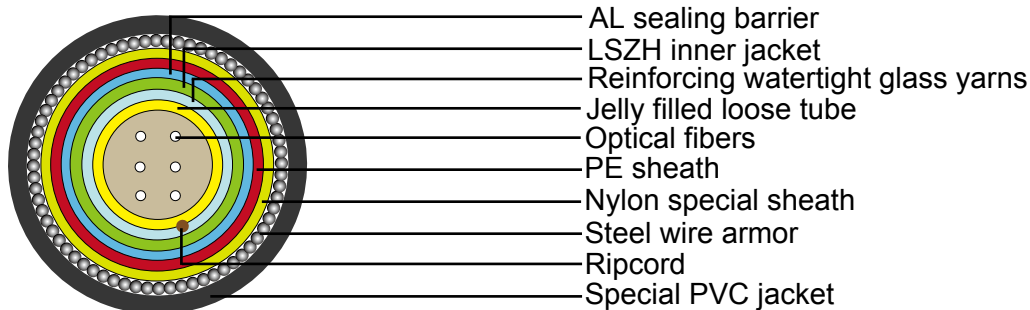 AL sealing barrier
LSZH inner jacket
Reinforcing watertight glass yarns
Jelly filled loose tube
Optical fibers
PE sheath
Nylon special sheath
Steel wire armor
Ripcord
Special PVC jacket